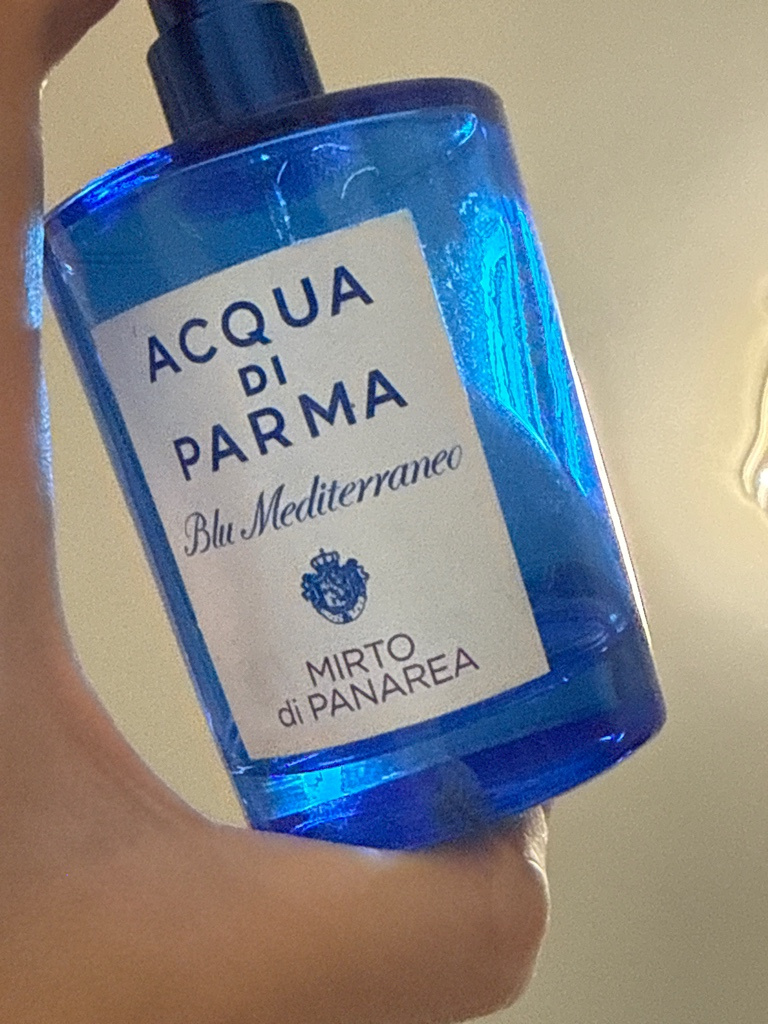 ACQUA
DI
PARMA
Blu Mediterraneo
MIRTO
di PANAREA